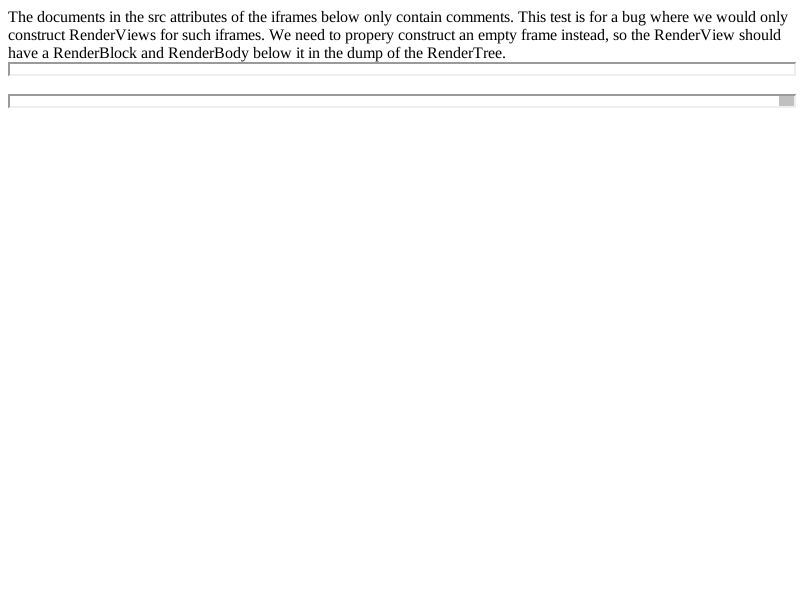 The documents in the src attributes of the iframes below only contain comments. This test is for a bug where we would only
construct RenderViews for such iframes. We need to propery construct an empty frame instead, so the RenderView should
have a RenderBlock and RenderBody below it in the dump of the RenderTree.